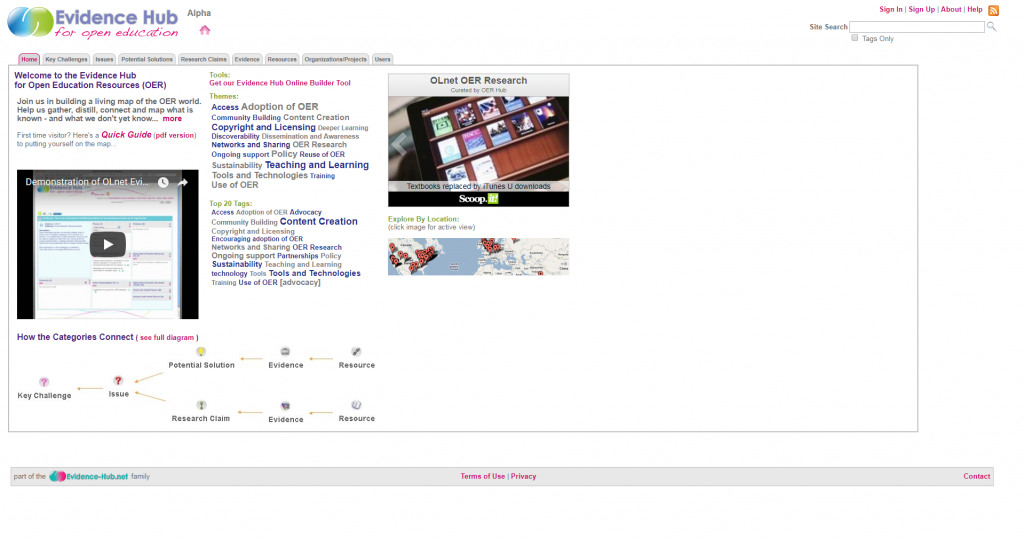 Evidence Hub
for open education
Alpha
Sign In | Sign Up | About | Help
Site Search
Tags Only
Home Key Challenges Issues Potential Solutions Research Claims Evidence Resources Organizations/Projects Users
Welcome to the Evidence Hub
for Open Education Resources (OER)
Join us in building a living map of the OER world.
Help us gather, distill, connect and map what is
known - and what we don't yet know... more
First time visitor? Here's a Quick Guide (pdf version)
to putting yourself on the map...
Demonstration of OLnet Evi...
How the Categories Connect ( see full diagram )
Potential Solution Evidence Resource
Key Challenge Issue
Research Claim Evidence Resource
Tools:
Get our Evidence Hub Online Builder Tool
Themes:
Access Adoption of OER
Community Building Content Creation
Copyright and Licensing Deeper Learning
Discoverability Dissemination and Awareness
Networks and Sharing OER Research
Ongoing support Policy Reuse of OER
Sustainability Teaching and Learning
Tools and Technologies Training
Use of OER
Top 20 Tags:
Access Adoption of OER Advocacy
Community Building Content Creation
Copyright and Licensing
Encouraging adoption of OER
Networks and Sharing OER Research
Ongoing support Partnerships Policy
Sustainability Teaching and Learning
technology Tools Tools and Technologies
Training Use of OER [advocacy]
OLnet OER Research
Curated by OER Hub
Textbooks replaced by iTunes U downloads
Scoop.it!
Explore By Location:
(click image for active view)
part of the Evidence-Hub.net family
Terms of Use | Privacy
Contact